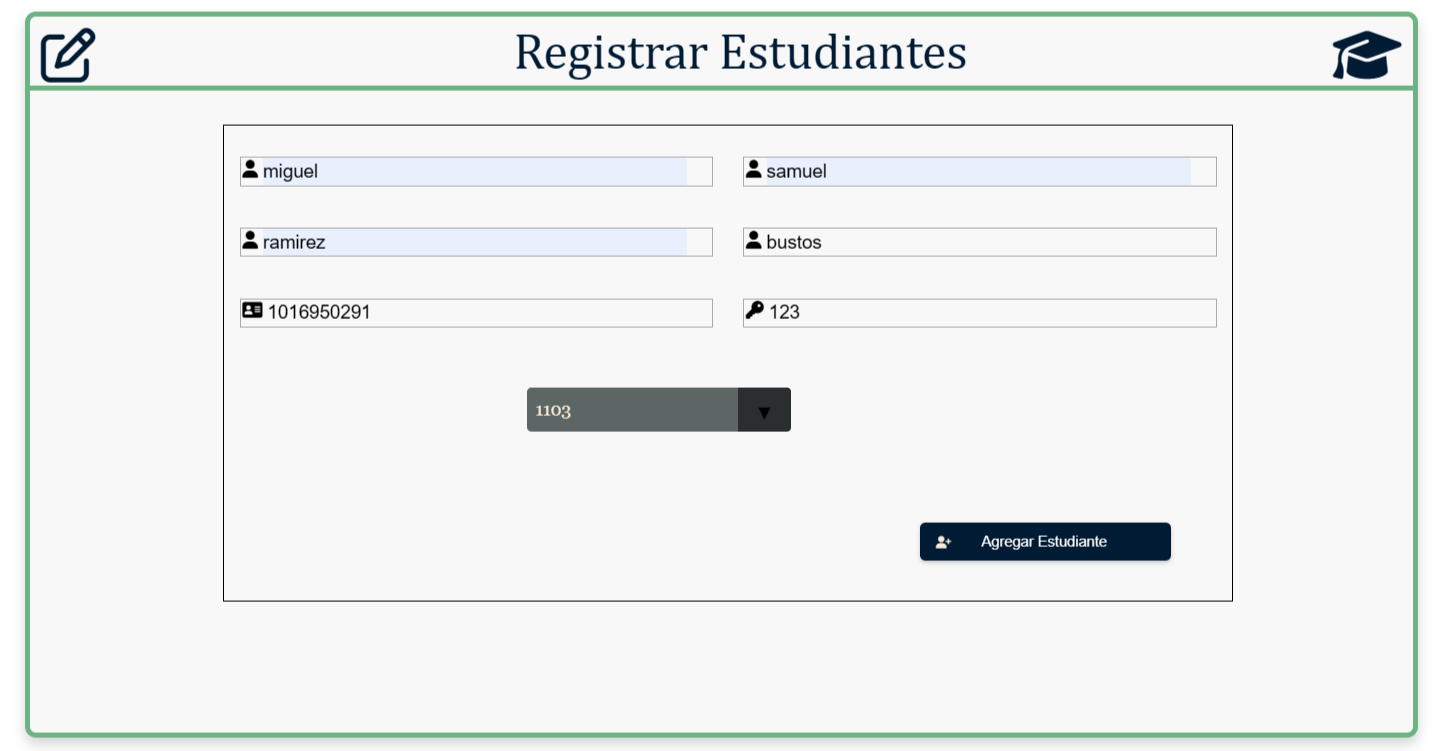 Registrar Estudiantes
miguel
samuel
ramirez
bustos
1016950291
123
1103
Agregar Estudiante